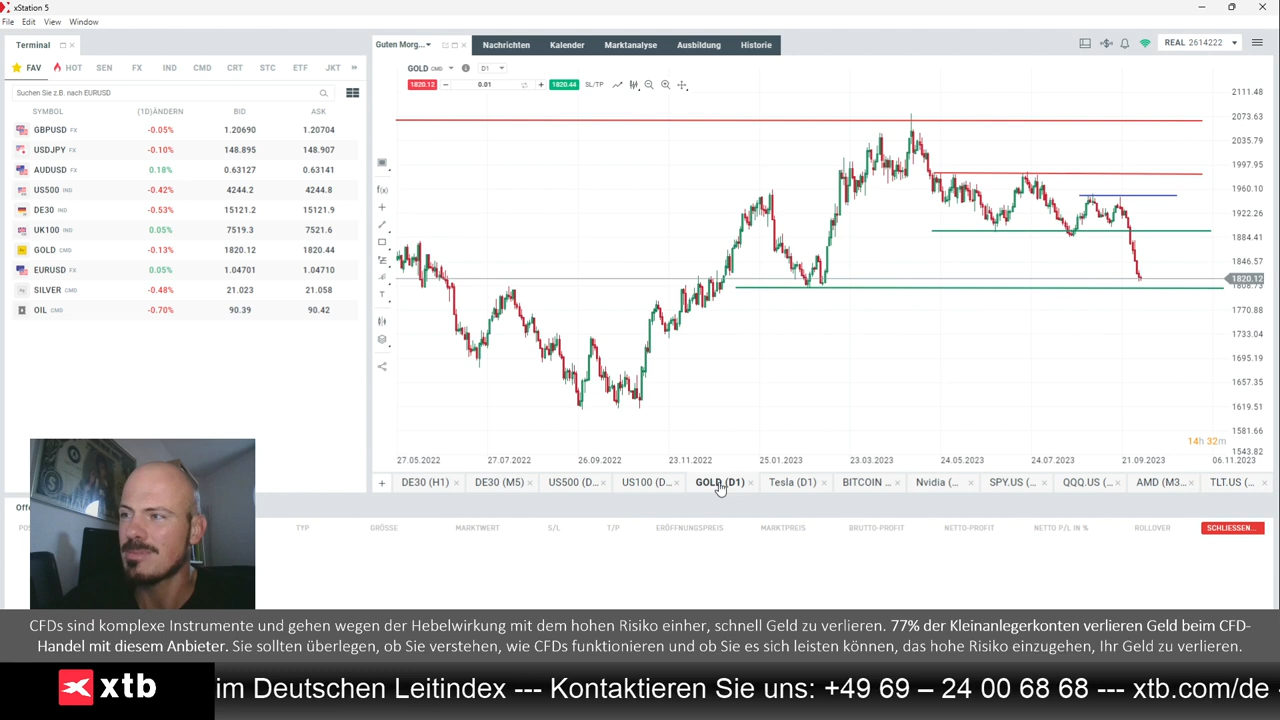 xStation 5
File Edit View Window
Terminal
Guten Morg... Nachrichten Kalender Marktanalyse Ausbildung Historie
REAL 2614222
FAV HOT SEN FX IND CMD CRT STC ETF JKT
GOLD CMD D1
1820.12 0.01 1820.44 SL/TP
Suchen Sie z.B. nach EURUSD
SYMBOL (1D)ÄNDERN BID ASK
GBPUSD FX -0.05% 1.20690 1.20704
USDJPY FX -0.10% 148.895 148.907
AUDUSD FX 0.18% 0.63127 0.63141
US500 IND -0.42% 4244.2 4244.8
DE30 IND -0.53% 15121.2 15121.9
UK100 IND 0.05% 7519.3 7521.6
GOLD CMD -0.13% 1820.12 1820.44
EURUSD FX 0.05% 1.04701 1.04710
SILVER CMD -0.48% 21.023 21.058
OIL CMD -0.70% 90.39 90.42
2111.48
2073.63
2035.79
1997.95
1960.10
1922.26
1884.41
1846.57
1820.12
1808.73
1770.88
1733.04
1695.19
1657.35
1619.51
1581.66
1543.82
14h 32m
27.05.2022 27.07.2022 26.09.2022 23.11.2022 25.01.2023 23.03.2023 24.05.2023 24.07.2023 21.09.2023 06.11.2023
DE30 (H1) DE30 (M5) US500 (D... US100 (D... GOLD (D1) Tesla (D1) BITCOIN ... Nvidia (... SPY.US (... QQQ.US (... AMD (M3... TLT.US (...
TYP GRÖSSE MARKTWERT S/L T/P ERÖFFNUNGSPREIS MARKTPREIS BRUTTO-PROFIT NETTO-PROFIT NETTO P/L IN % ROLLOVER SCHLIESSEN...
CFDs sind komplexe Instrumente und gehen wegen der Hebelwirkung mit dem hohen Risiko einher, schnell Geld zu verlieren. 77% der Kleinanlegerkonten verlieren Geld beim CFD-
Handel mit diesem Anbieter. Sie sollten überlegen, ob Sie verstehen, wie CFDs funktionieren und ob Sie es sich leisten können, das hohe Risiko einzugehen, Ihr Geld zu verlieren.
xtb im Deutschen Leitindex --- Kontaktieren Sie uns: +49 69 – 24 00 68 68 --- xtb.com/de